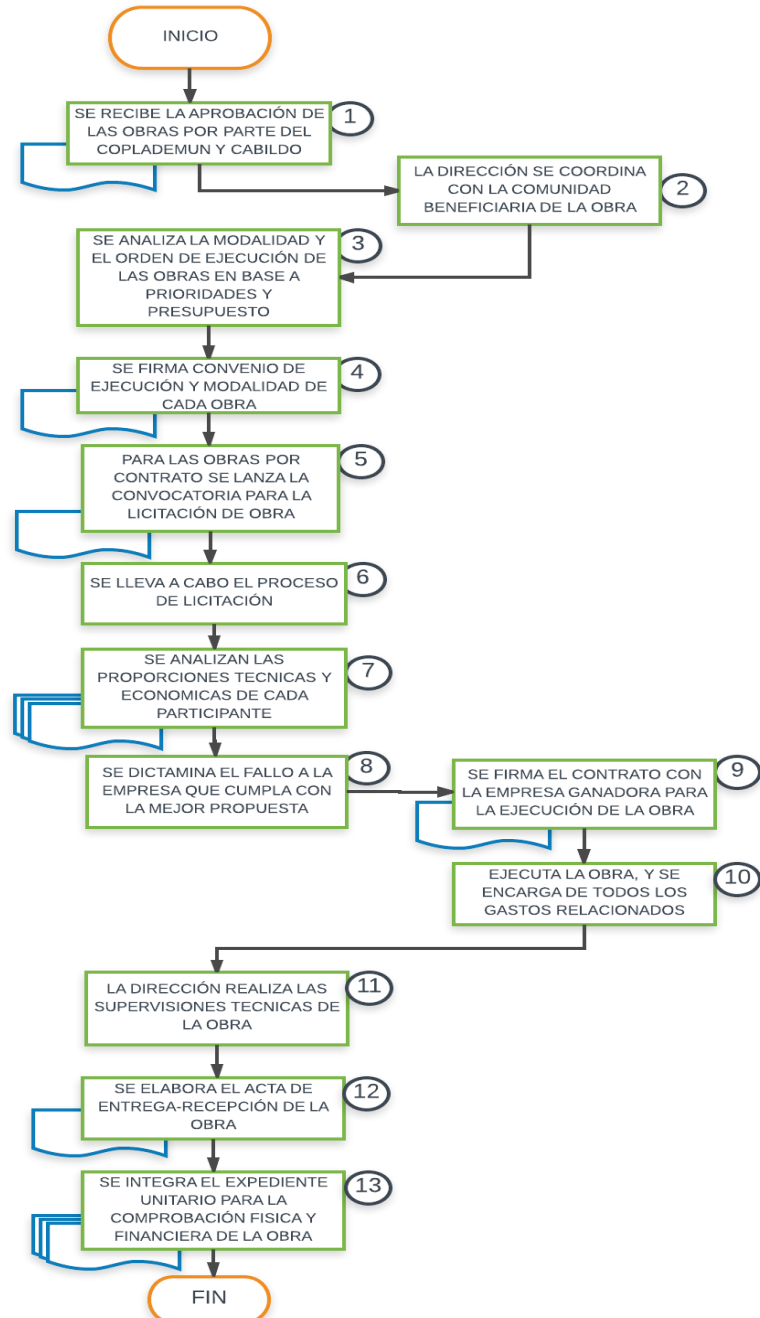 INICIO
SE RECIBE LA APROBACIÓN DE
LAS OBRAS POR PARTE DEL
COPLADEMUN Y CABILDO
1
LA DIRECCIÓN SE COORDINA
CON LA COMUNIDAD
BENEFICIARIA DE LA OBRA
2
SE ANALIZA LA MODALIDAD Y
EL ORDEN DE EJECUCIÓN DE
LAS OBRAS EN BASE A
PRIORIDADES Y
PRESUPUESTO
3
SE FIRMA CONVENIO DE
EJECUCIÓN Y MODALIDAD DE
CADA OBRA
4
PARA LAS OBRAS POR
CONTRATO SE LANZA LA
CONVOCATORIA PARA LA
LICITACIÓN DE OBRA
5
SE LLEVA A CABO EL PROCESO
DE LICITACIÓN
6
SE ANALIZAN LAS
PROPORCIONES TECNICAS Y
ECONOMICAS DE CADA
PARTICIPANTE
7
SE DICTAMINA EL FALLO A LA
EMPRESA QUE CUMPLA CON
LA MEJOR PROPUESTA
8
SE FIRMA EL CONTRATO CON
LA EMPRESA GANADORA PARA
LA EJECUCIÓN DE LA OBRA
9
EJECUTA LA OBRA, Y SE
ENCARGA DE TODOS LOS
GASTOS RELACIONADOS
10
LA DIRECCIÓN REALIZA LAS
SUPERVISIONES TECNICAS DE
LA OBRA
11
SE ELABORA EL ACTA DE
ENTREGA-RECEPCIÓN DE LA
OBRA
12
SE INTEGRA EL EXPEDIENTE
UNITARIO PARA LA
COMPROBACIÓN FISICA Y
FINANCIERA DE LA OBRA
13
FIN